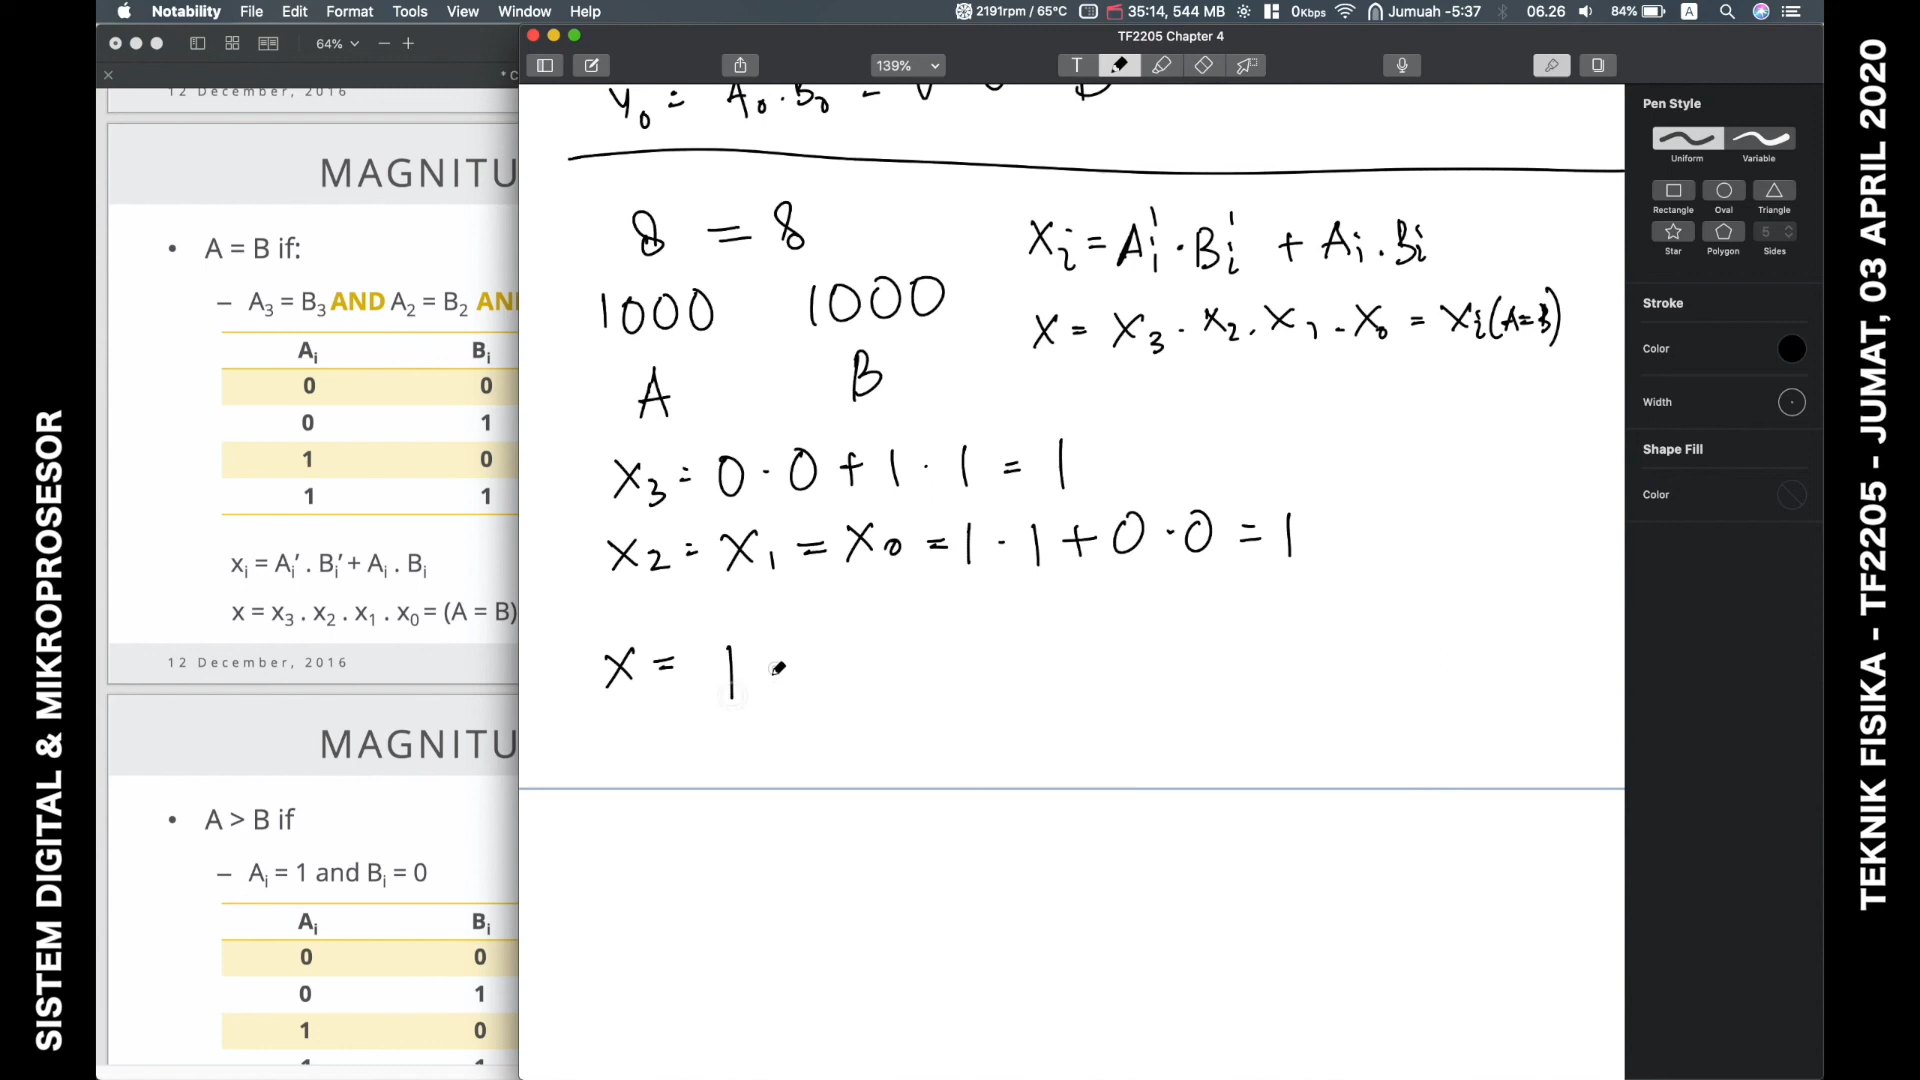 Notability File Edit Format Tools View Window Help
2191rpm / 65°C 35:14, 544 MB 0Kbps Jumuah -5:37 06.26 84% A
64%
TF2205 Chapter 4
139%
T
SISTEM DIGITAL & MIKROPROSESOR
12 December, 2016
MAGNITU
• A = B if:
– A₃ = B₃ AND A₂ = B₂ AN
Aᵢ Bᵢ
0 0
0 1
1 0
1 1
xᵢ = Aᵢ′ . Bᵢ′ + Aᵢ . Bᵢ
x = x₃ . x₂ . x₁ . x₀ = (A = B)
12 December, 2016
MAGNITU
• A > B if
– Aᵢ = 1 and Bᵢ = 0
Aᵢ Bᵢ
0 0
0 1
1 0
Y₀ = A₀ . B₀
8 = 8
1000 1000
A B
Xᵢ = Aᵢ' . Bᵢ' + Aᵢ . Bᵢ
X = X₃ . X₂ . X₁ . X₀ = Xᵢ(A=B)
X₃ = 0 . 0 + 1 . 1 = 1
X₂ = X₁ = X₀ = 1 . 1 + 0 . 0 = 1
X = 1 .
Pen Style
Uniform Variable
Rectangle Oval Triangle
5
Star Polygon Sides
Stroke
Color
Width
Shape Fill
Color
TEKNIK FISIKA - TF2205 - JUMAT, 03 APRIL 2020